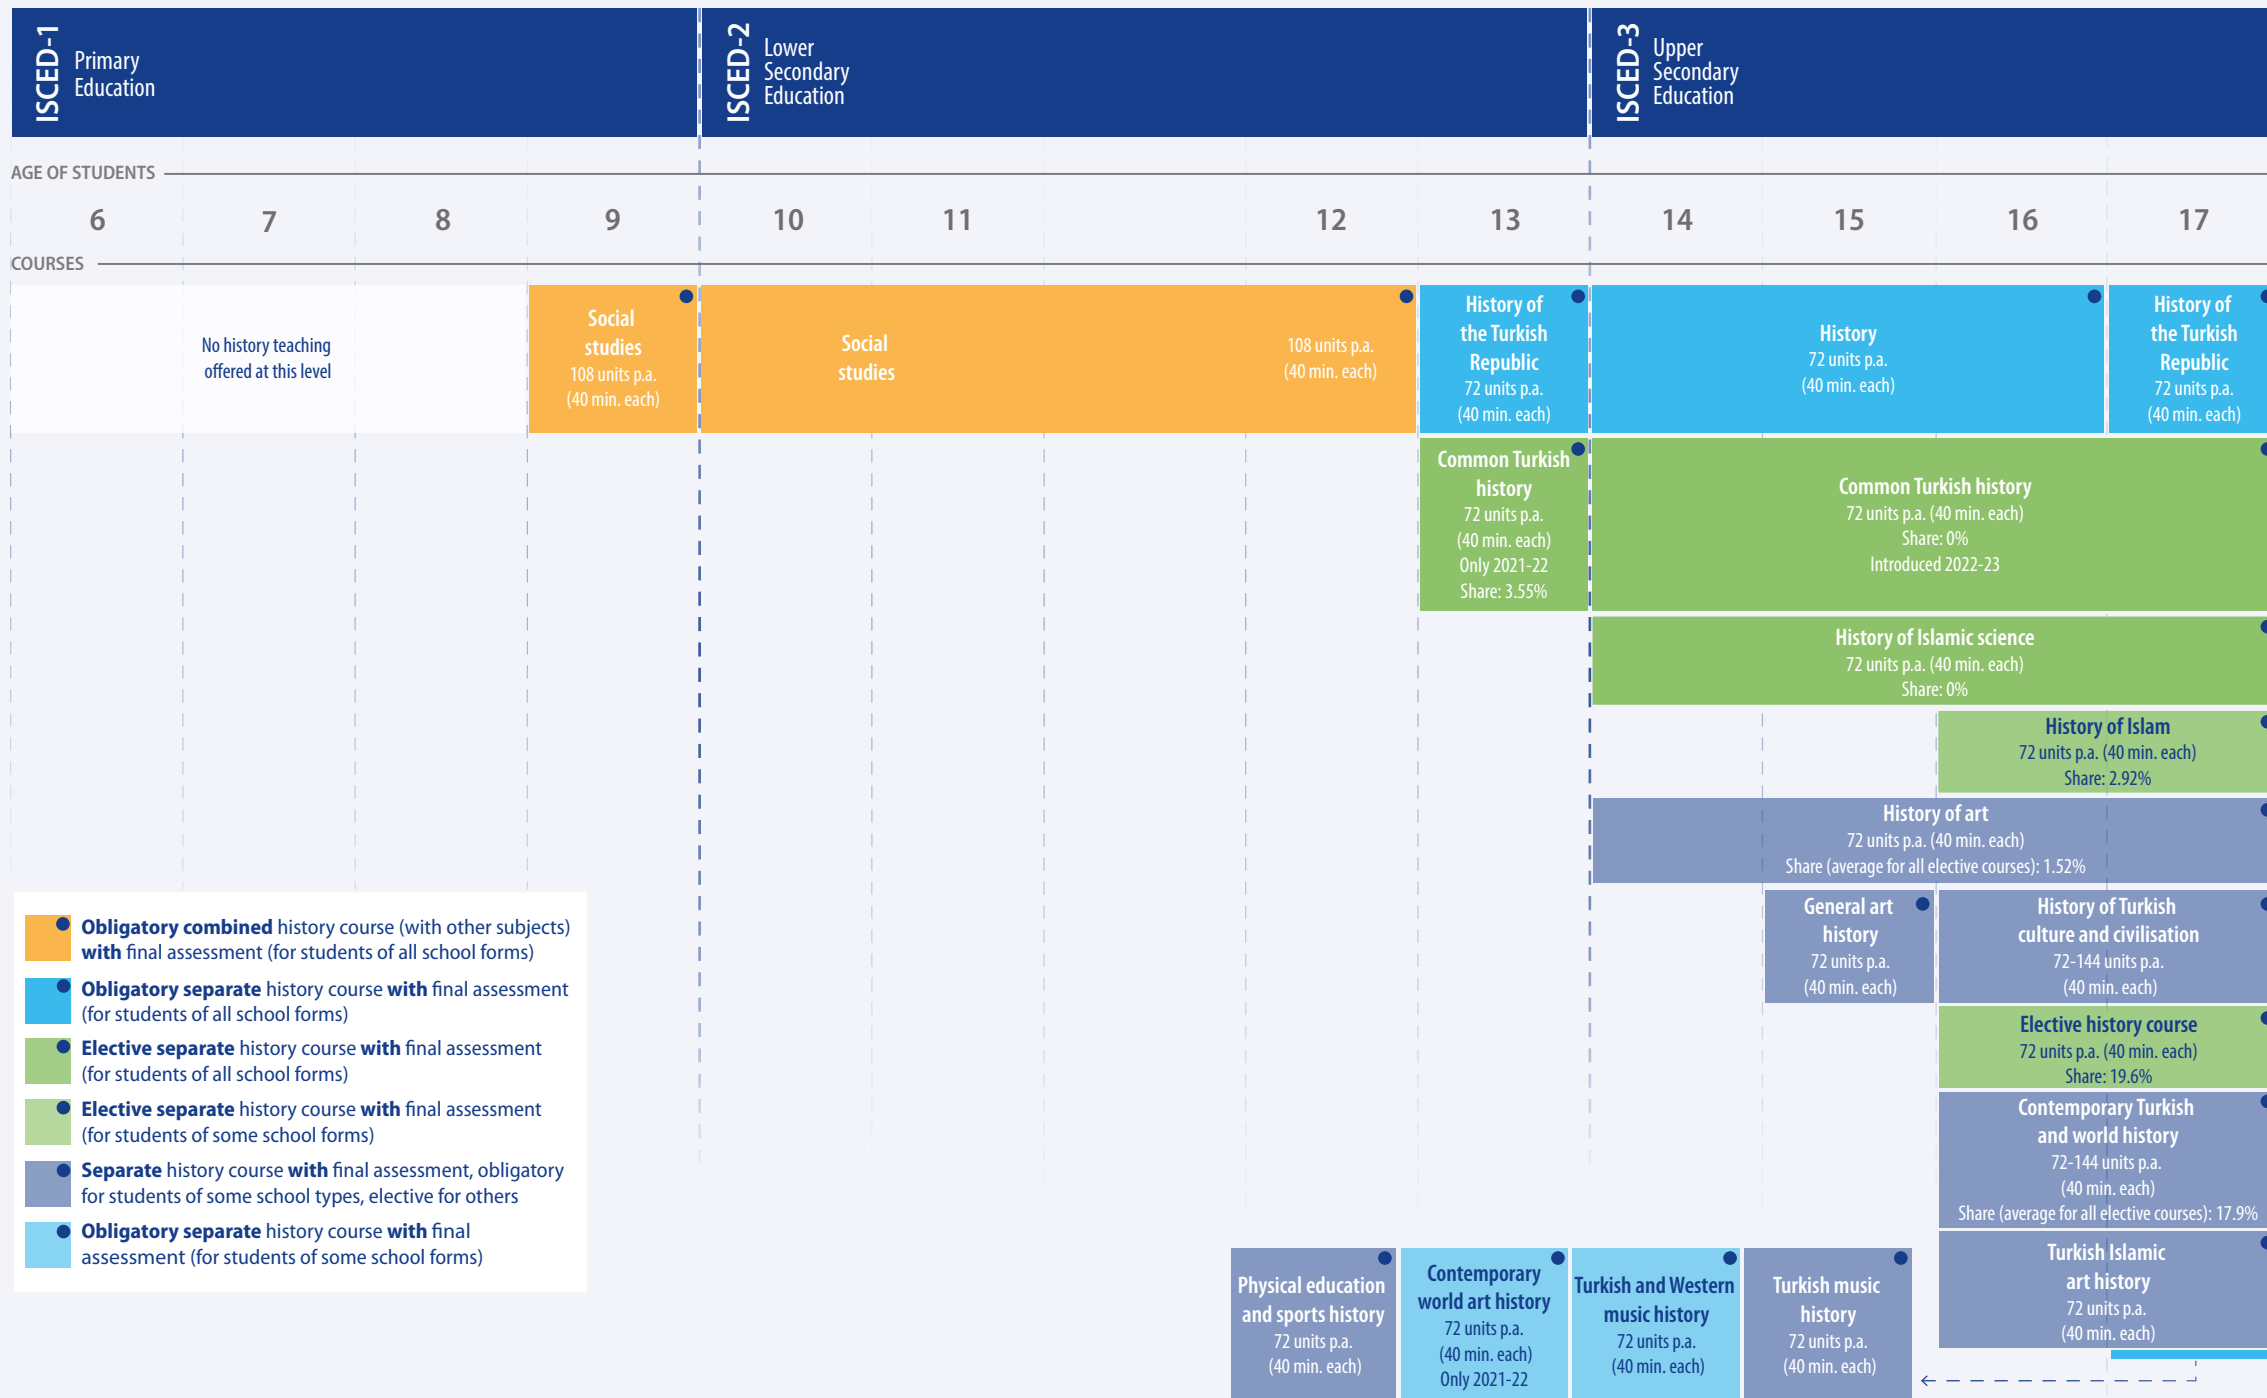 ISCED-1
Primary
Education
ISCED-2
Lower
Secondary
Education
ISCED-3
Upper
Secondary
Education
AGE OF STUDENTS
6 7 8 9 10 11 12 13 14 15 16 17
COURSES
No history teaching
offered at this level
Social
studies
108 units p.a.
(40 min. each)
Social
studies
108 units p.a.
(40 min. each)
History of
the Turkish
Republic
72 units p.a.
(40 min. each)
History
72 units p.a.
(40 min. each)
History of
the Turkish
Republic
72 units p.a.
(40 min. each)
Common Turkish
history
72 units p.a.
(40 min. each)
Only 2021-22
Share: 3.55%
Common Turkish history
72 units p.a. (40 min. each)
Share: 0%
Introduced 2022-23
History of Islamic science
72 units p.a. (40 min. each)
Share: 0%
History of Islam
72 units p.a. (40 min. each)
Share: 2.92%
History of art
72 units p.a. (40 min. each)
Share (average for all elective courses): 1.52%
General art
history
72 units p.a.
(40 min. each)
History of Turkish
culture and civilisation
72-144 units p.a.
(40 min. each)
Elective history course
72 units p.a. (40 min. each)
Share: 19.6%
Contemporary Turkish
and world history
72-144 units p.a.
(40 min. each)
Share (average for all elective courses): 17.9%
Turkish Islamic
art history
72 units p.a.
(40 min. each)
Physical education
and sports history
72 units p.a.
(40 min. each)
Contemporary
world art history
72 units p.a.
(40 min. each)
Only 2021-22
Turkish and Western
music history
72 units p.a.
(40 min. each)
Turkish music
history
72 units p.a.
(40 min. each)
Obligatory combined history course (with other subjects)
with final assessment (for students of all school forms)
Obligatory separate history course with final assessment
(for students of all school forms)
Elective separate history course with final assessment
(for students of all school forms)
Elective separate history course with final assessment
(for students of some school forms)
Separate history course with final assessment, obligatory
for students of some school types, elective for others
Obligatory separate history course with final
assessment (for students of some school forms)